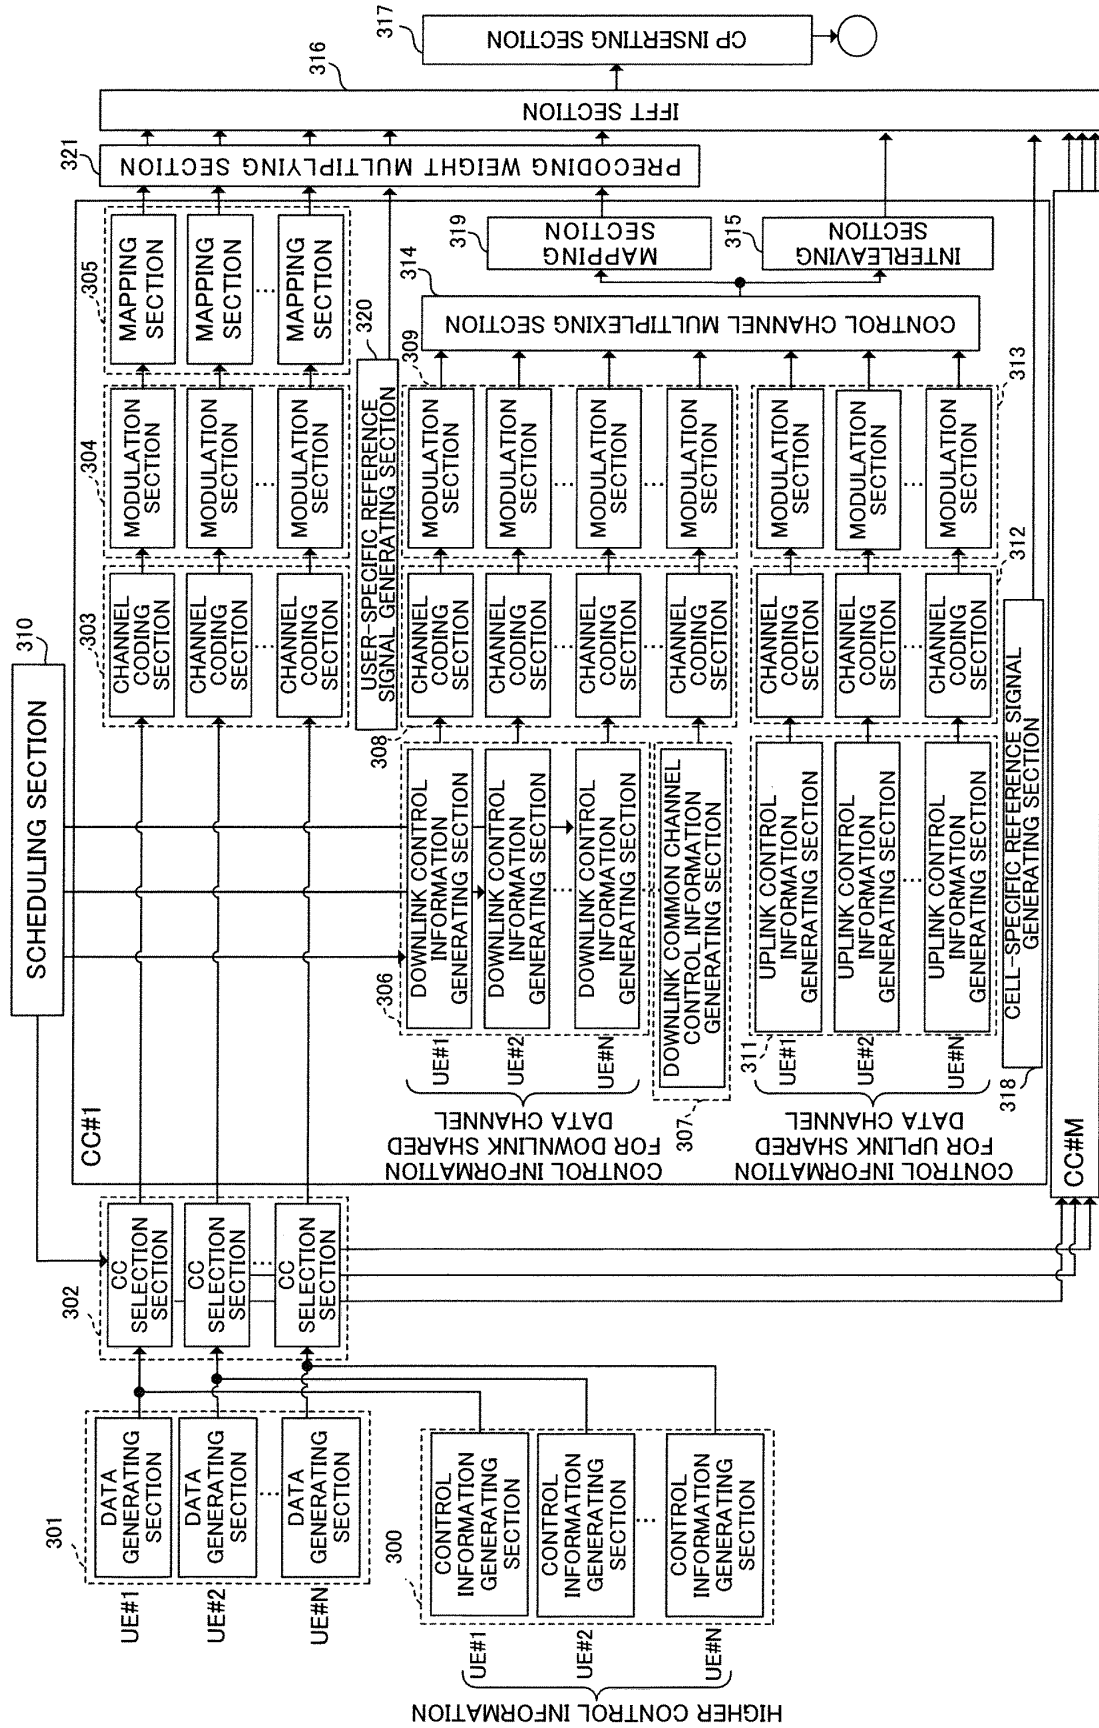 HIGHER CONTROL INFORMATION
UE#1
UE#2
UE#N
301
DATA
GENERATING
SECTION
DATA
GENERATING
SECTION
DATA
GENERATING
SECTION
UE#1
UE#2
UE#N
300
CONTROL
INFORMATION
GENERATING
SECTION
CONTROL
INFORMATION
GENERATING
SECTION
CONTROL
INFORMATION
GENERATING
SECTION
302
CC
SELECTION
SECTION
CC
SELECTION
SECTION
CC
SELECTION
SECTION
310
SCHEDULING SECTION
CC#1
303
CHANNEL
CODING
SECTION
CHANNEL
CODING
SECTION
CHANNEL
CODING
SECTION
304
MODULATION
SECTION
MODULATION
SECTION
MODULATION
SECTION
305
MAPPING
SECTION
MAPPING
SECTION
MAPPING
SECTION
320
USER-SPECIFIC REFERENCE
SIGNAL GENERATING SECTION
CONTROL INFORMATION
FOR DOWNLINK SHARED
DATA CHANNEL
UE#1
UE#2
UE#N
306
DOWNLINK CONTROL
INFORMATION
GENERATING SECTION
DOWNLINK CONTROL
INFORMATION
GENERATING SECTION
DOWNLINK CONTROL
INFORMATION
GENERATING SECTION
307
DOWNLINK COMMON CHANNEL
CONTROL INFORMATION
GENERATING SECTION
308
CHANNEL
CODING
SECTION
CHANNEL
CODING
SECTION
CHANNEL
CODING
SECTION
CHANNEL
CODING
SECTION
309
MODULATION
SECTION
MODULATION
SECTION
MODULATION
SECTION
MODULATION
SECTION
CONTROL INFORMATION
FOR UPLINK SHARED
DATA CHANNEL
UE#1
UE#2
UE#N
311
UPLINK CONTROL
INFORMATION
GENERATING SECTION
UPLINK CONTROL
INFORMATION
GENERATING SECTION
UPLINK CONTROL
INFORMATION
GENERATING SECTION
312
CHANNEL
CODING
SECTION
CHANNEL
CODING
SECTION
CHANNEL
CODING
SECTION
313
MODULATION
SECTION
MODULATION
SECTION
MODULATION
SECTION
314
CONTROL CHANNEL MULTIPLEXING SECTION
319
MAPPING
SECTION
315
INTERLEAVING
SECTION
318
CELL-SPECIFIC REFERENCE SIGNAL
GENERATING SECTION
CC#M
321
PRECODING WEIGHT MULTIPLYING SECTION
316
IFFT SECTION
317
CP INSERTING SECTION